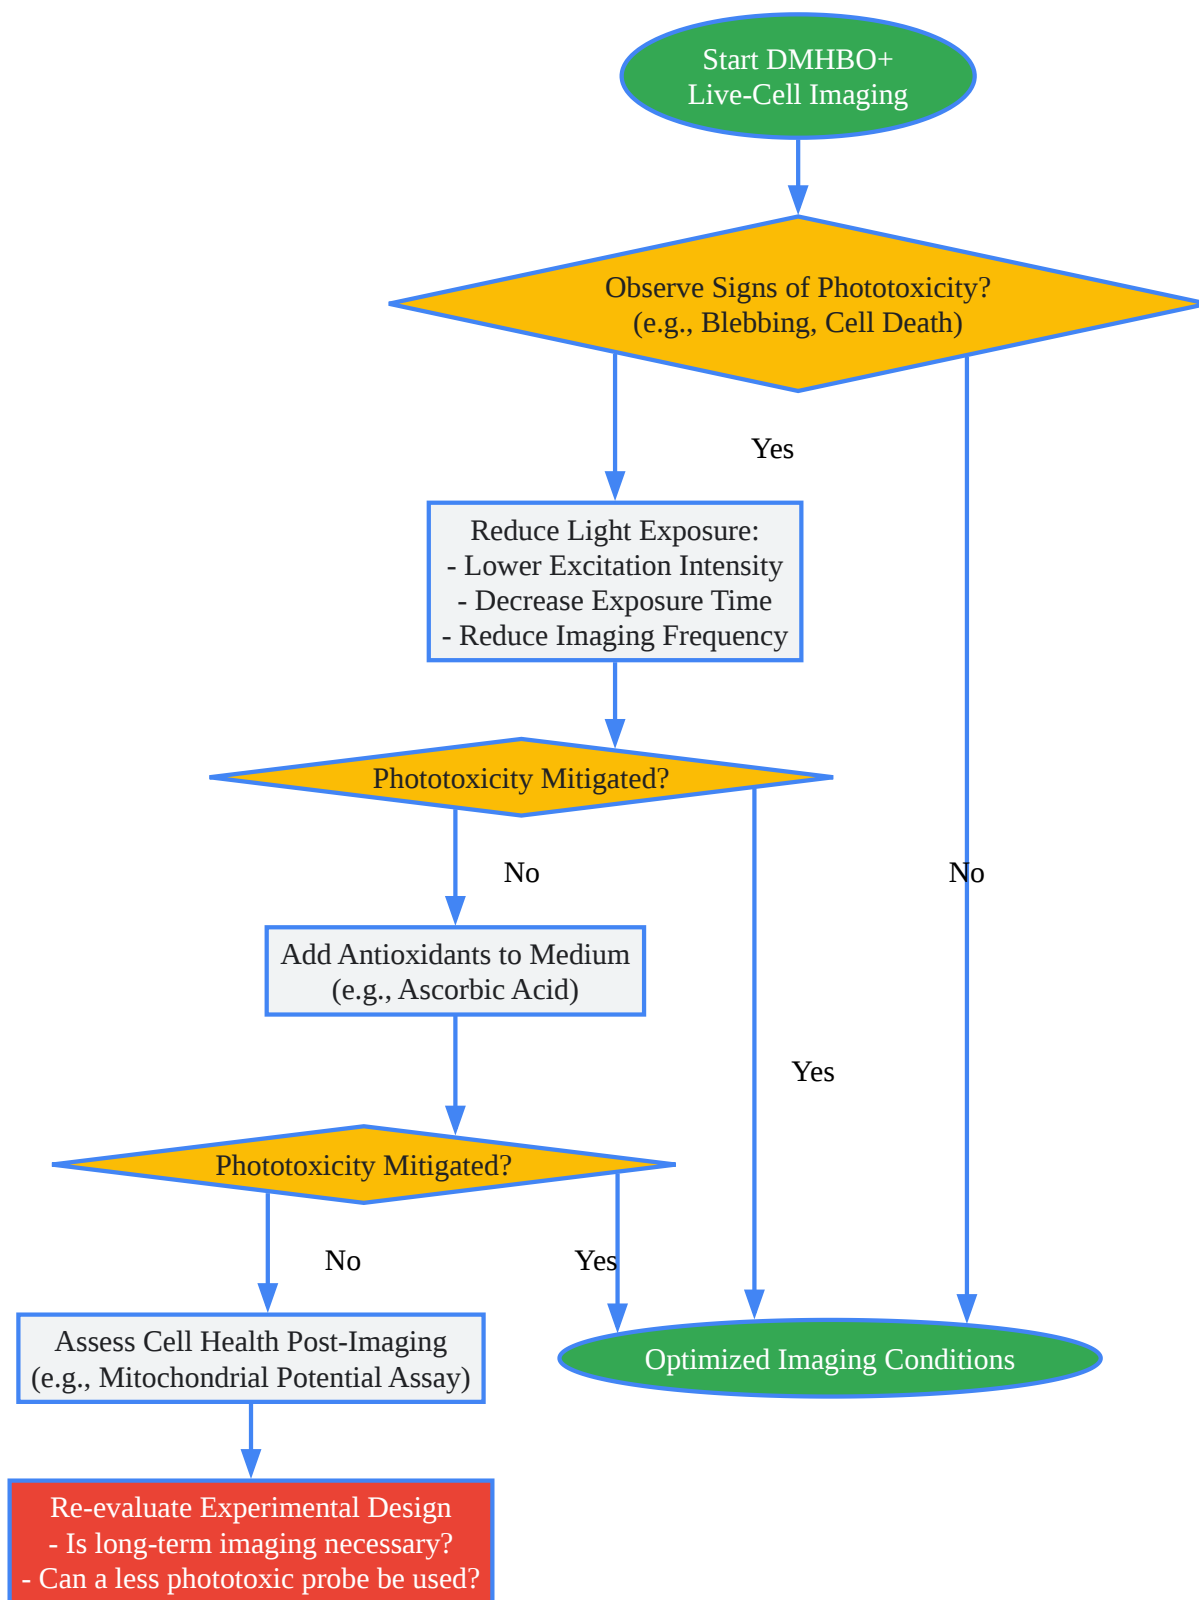 Start DMHBO+
Live-Cell Imaging
Observe Signs of Phototoxicity?
(e.g., Blebbing, Cell Death)
Yes
Reduce Light Exposure:
- Lower Excitation Intensity
- Decrease Exposure Time
- Reduce Imaging Frequency
Phototoxicity Mitigated?
No
No
Add Antioxidants to Medium
(e.g., Ascorbic Acid)
Yes
Phototoxicity Mitigated?
No
Yes
Assess Cell Health Post-Imaging
(e.g., Mitochondrial Potential Assay)
Optimized Imaging Conditions
Re-evaluate Experimental Design
- Is long-term imaging necessary?
- Can a less phototoxic probe be used?